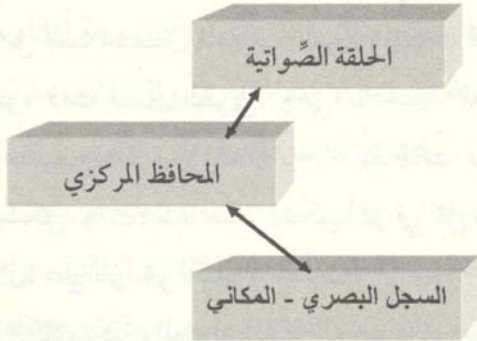 الحلقة الصِّواتية
المحافظ المركزي
السجل البصري - المكاني